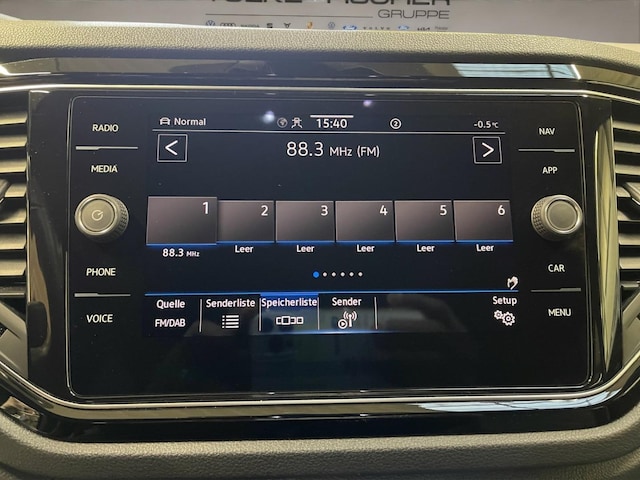 GRUPPE
RADIO
MEDIA
PHONE
VOICE
Normal
15:40
2
-0.5°C
88.3 MHz (FM)
1 2 3 4 5 6
88.3 MHz Leer Leer Leer Leer Leer
Quelle Senderliste Speicherliste Sender Setup
FM/DAB
NAV
APP
CAR
MENU